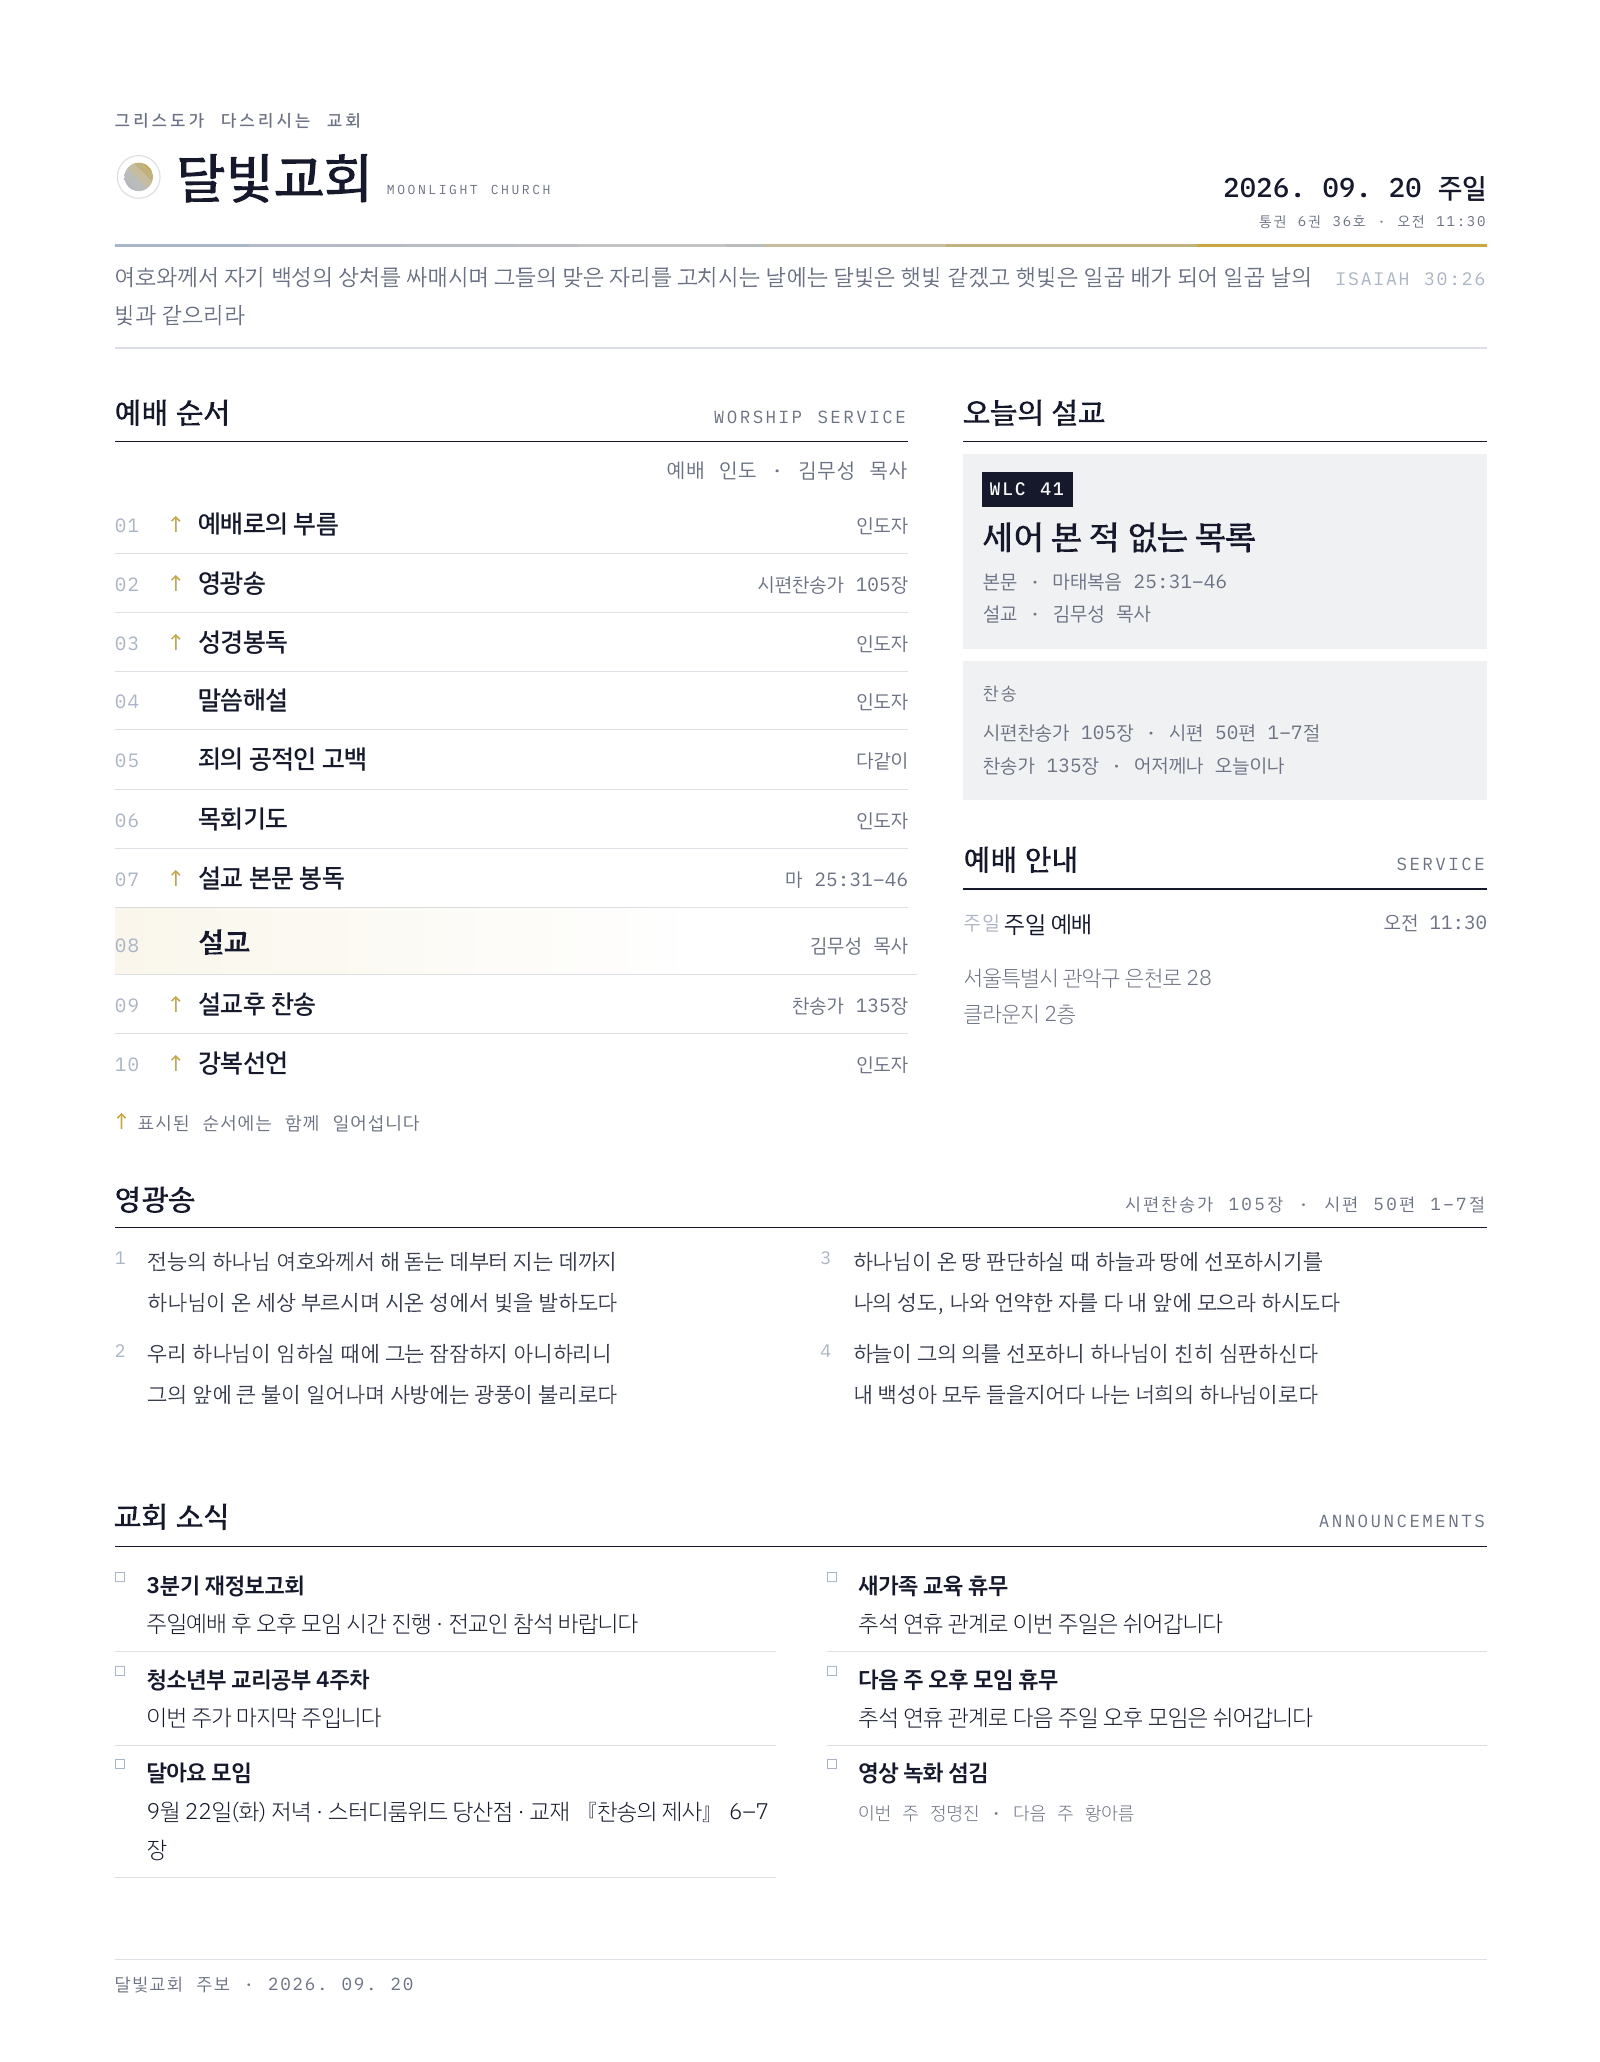 그리스도가 다스리시는 교회
달빛교회 MOONLIGHT CHURCH
2026. 09. 20 주일
통권 6권 36호 · 오전 11:30
여호와께서 자기 백성의 상처를 싸매시며 그들의 맞은 자리를 고치시는 날에는 달빛은 햇빛 같겠고 햇빛은 일곱 배가 되어 일곱 날의 ISAIAH 30:26
빛과 같으리라
예배 순서 WORSHIP SERVICE
예배 인도 · 김무성 목사
01 ↑ 예배로의 부름 인도자
02 ↑ 영광송 시편찬송가 105장
03 ↑ 성경봉독 인도자
04 말씀해설 인도자
05 죄의 공적인 고백 다같이
06 목회기도 인도자
07 ↑ 설교 본문 봉독 마 25:31–46
08 설교 김무성 목사
09 ↑ 설교후 찬송 찬송가 135장
10 ↑ 강복선언 인도자
↑ 표시된 순서에는 함께 일어섭니다
오늘의 설교
WLC 41
세어 본 적 없는 목록
본문 · 마태복음 25:31–46
설교 · 김무성 목사
찬송
시편찬송가 105장 · 시편 50편 1–7절
찬송가 135장 · 어저께나 오늘이나
예배 안내 SERVICE
주일 주일 예배 오전 11:30
서울특별시 관악구 은천로 28
클라운지 2층
영광송 시편찬송가 105장 · 시편 50편 1–7절
1 전능의 하나님 여호와께서 해 돋는 데부터 지는 데까지
하나님이 온 세상 부르시며 시온 성에서 빛을 발하도다
2 우리 하나님이 임하실 때에 그는 잠잠하지 아니하리니
그의 앞에 큰 불이 일어나며 사방에는 광풍이 불리로다
3 하나님이 온 땅 판단하실 때 하늘과 땅에 선포하시기를
나의 성도, 나와 언약한 자를 다 내 앞에 모으라 하시도다
4 하늘이 그의 의를 선포하니 하나님이 친히 심판하신다
내 백성아 모두 들을지어다 나는 너희의 하나님이로다
교회 소식 ANNOUNCEMENTS
□ 3분기 재정보고회
주일예배 후 오후 모임 시간 진행 · 전교인 참석 바랍니다
□ 청소년부 교리공부 4주차
이번 주가 마지막 주입니다
□ 달아요 모임
9월 22일(화) 저녁 · 스터디룸위드 당산점 · 교재 『찬송의 제사』 6–7
장
□ 새가족 교육 휴무
추석 연휴 관계로 이번 주일은 쉬어갑니다
□ 다음 주 오후 모임 휴무
추석 연휴 관계로 다음 주일 오후 모임은 쉬어갑니다
□ 영상 녹화 섬김
이번 주 정명진 · 다음 주 황아름
달빛교회 주보 · 2026. 09. 20